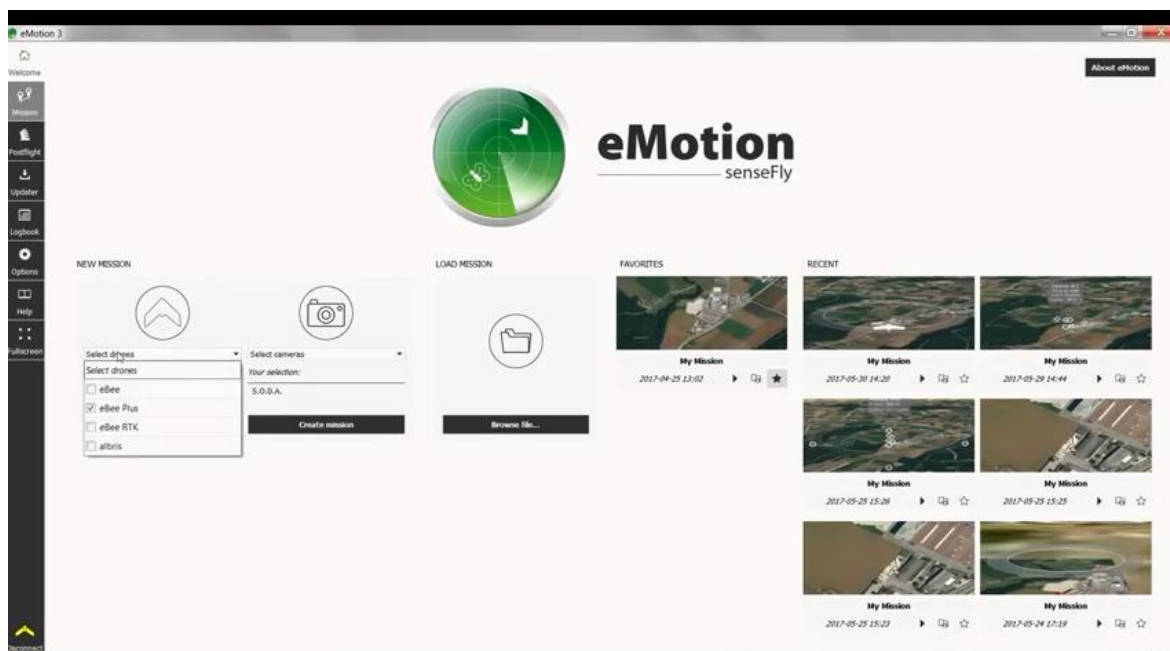 eMotion 3
Welcome
Mission
Postflight
Updater
Logbook
Options
Help
Fullscreen
Disconnect
About eMotion
eMotion
senseFly
NEW MISSION
Select drones
Select drones
eBee
eBee Plus
eBee RTK
albris
Select cameras
Your selection:
S.O.D.A.
Create mission
LOAD MISSION
Browse file...
FAVORITES
My Mission
2017-04-25 13:02
RECENT
My Mission
2017-05-30 14:20
My Mission
2017-05-29 14:44
My Mission
2017-05-25 15:26
My Mission
2017-05-25 15:25
My Mission
2017-05-25 15:23
My Mission
2017-05-24 17:19